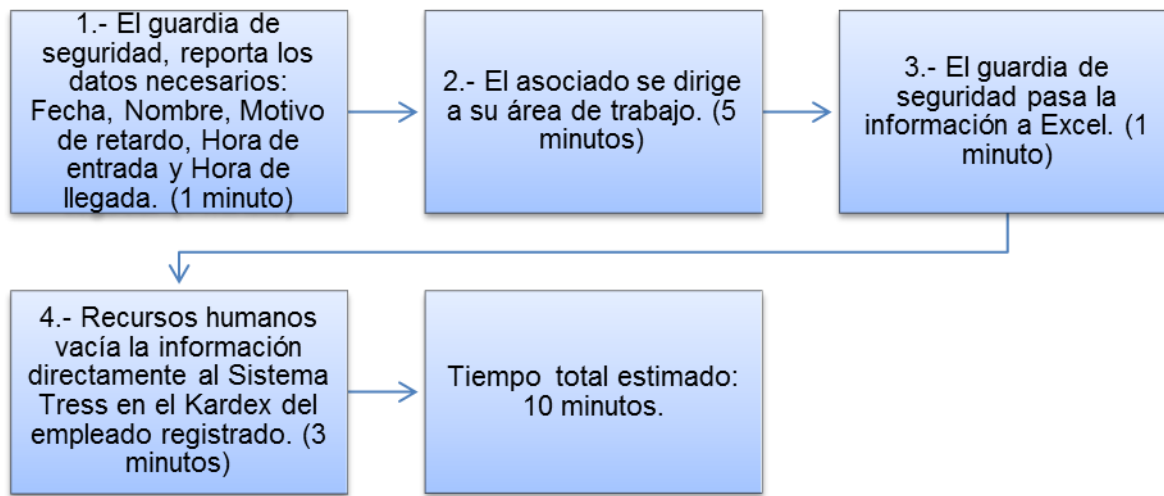 1.- El guardia de
seguridad, reporta los
datos necesarios:
Fecha, Nombre, Motivo
de retardo, Hora de
entrada y Hora de
llegada. (1 minuto)
2.- El asociado se dirige
a su área de trabajo. (5
minutos)
3.- El guardia de
seguridad pasa la
información a Excel. (1
minuto)
4.- Recursos humanos
vacía la información
directamente al Sistema
Tress en el Kardex del
empleado registrado. (3
minutos)
Tiempo total estimado:
10 minutos.